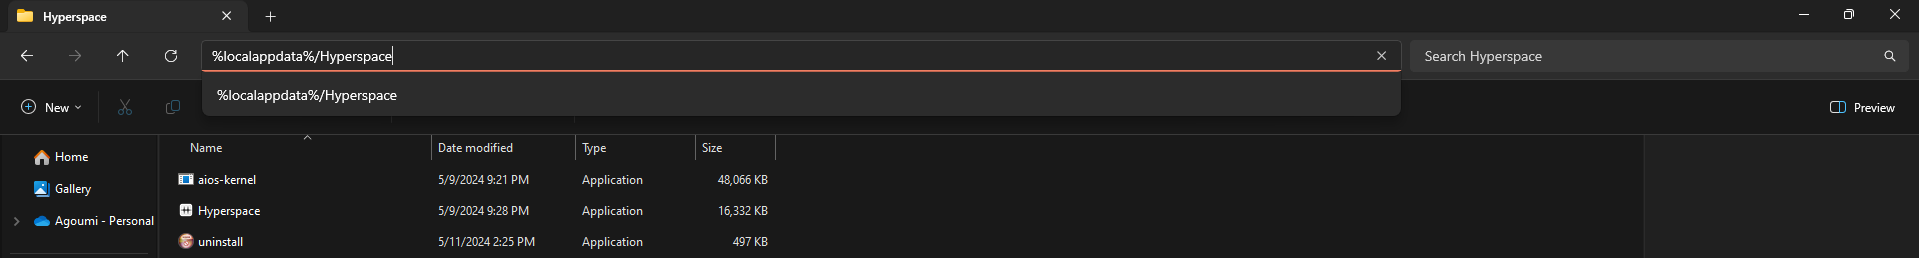 Hyperspace
%localappdata%/Hyperspace
Search Hyperspace
%localappdata%/Hyperspace
New
Preview
Name Date modified Type Size
Home
aios-kernel 5/9/2024 9:21 PM Application 48,066 KB
Gallery
Hyperspace 5/9/2024 9:28 PM Application 16,332 KB
Agoumi - Personal
uninstall 5/11/2024 2:25 PM Application 497 KB